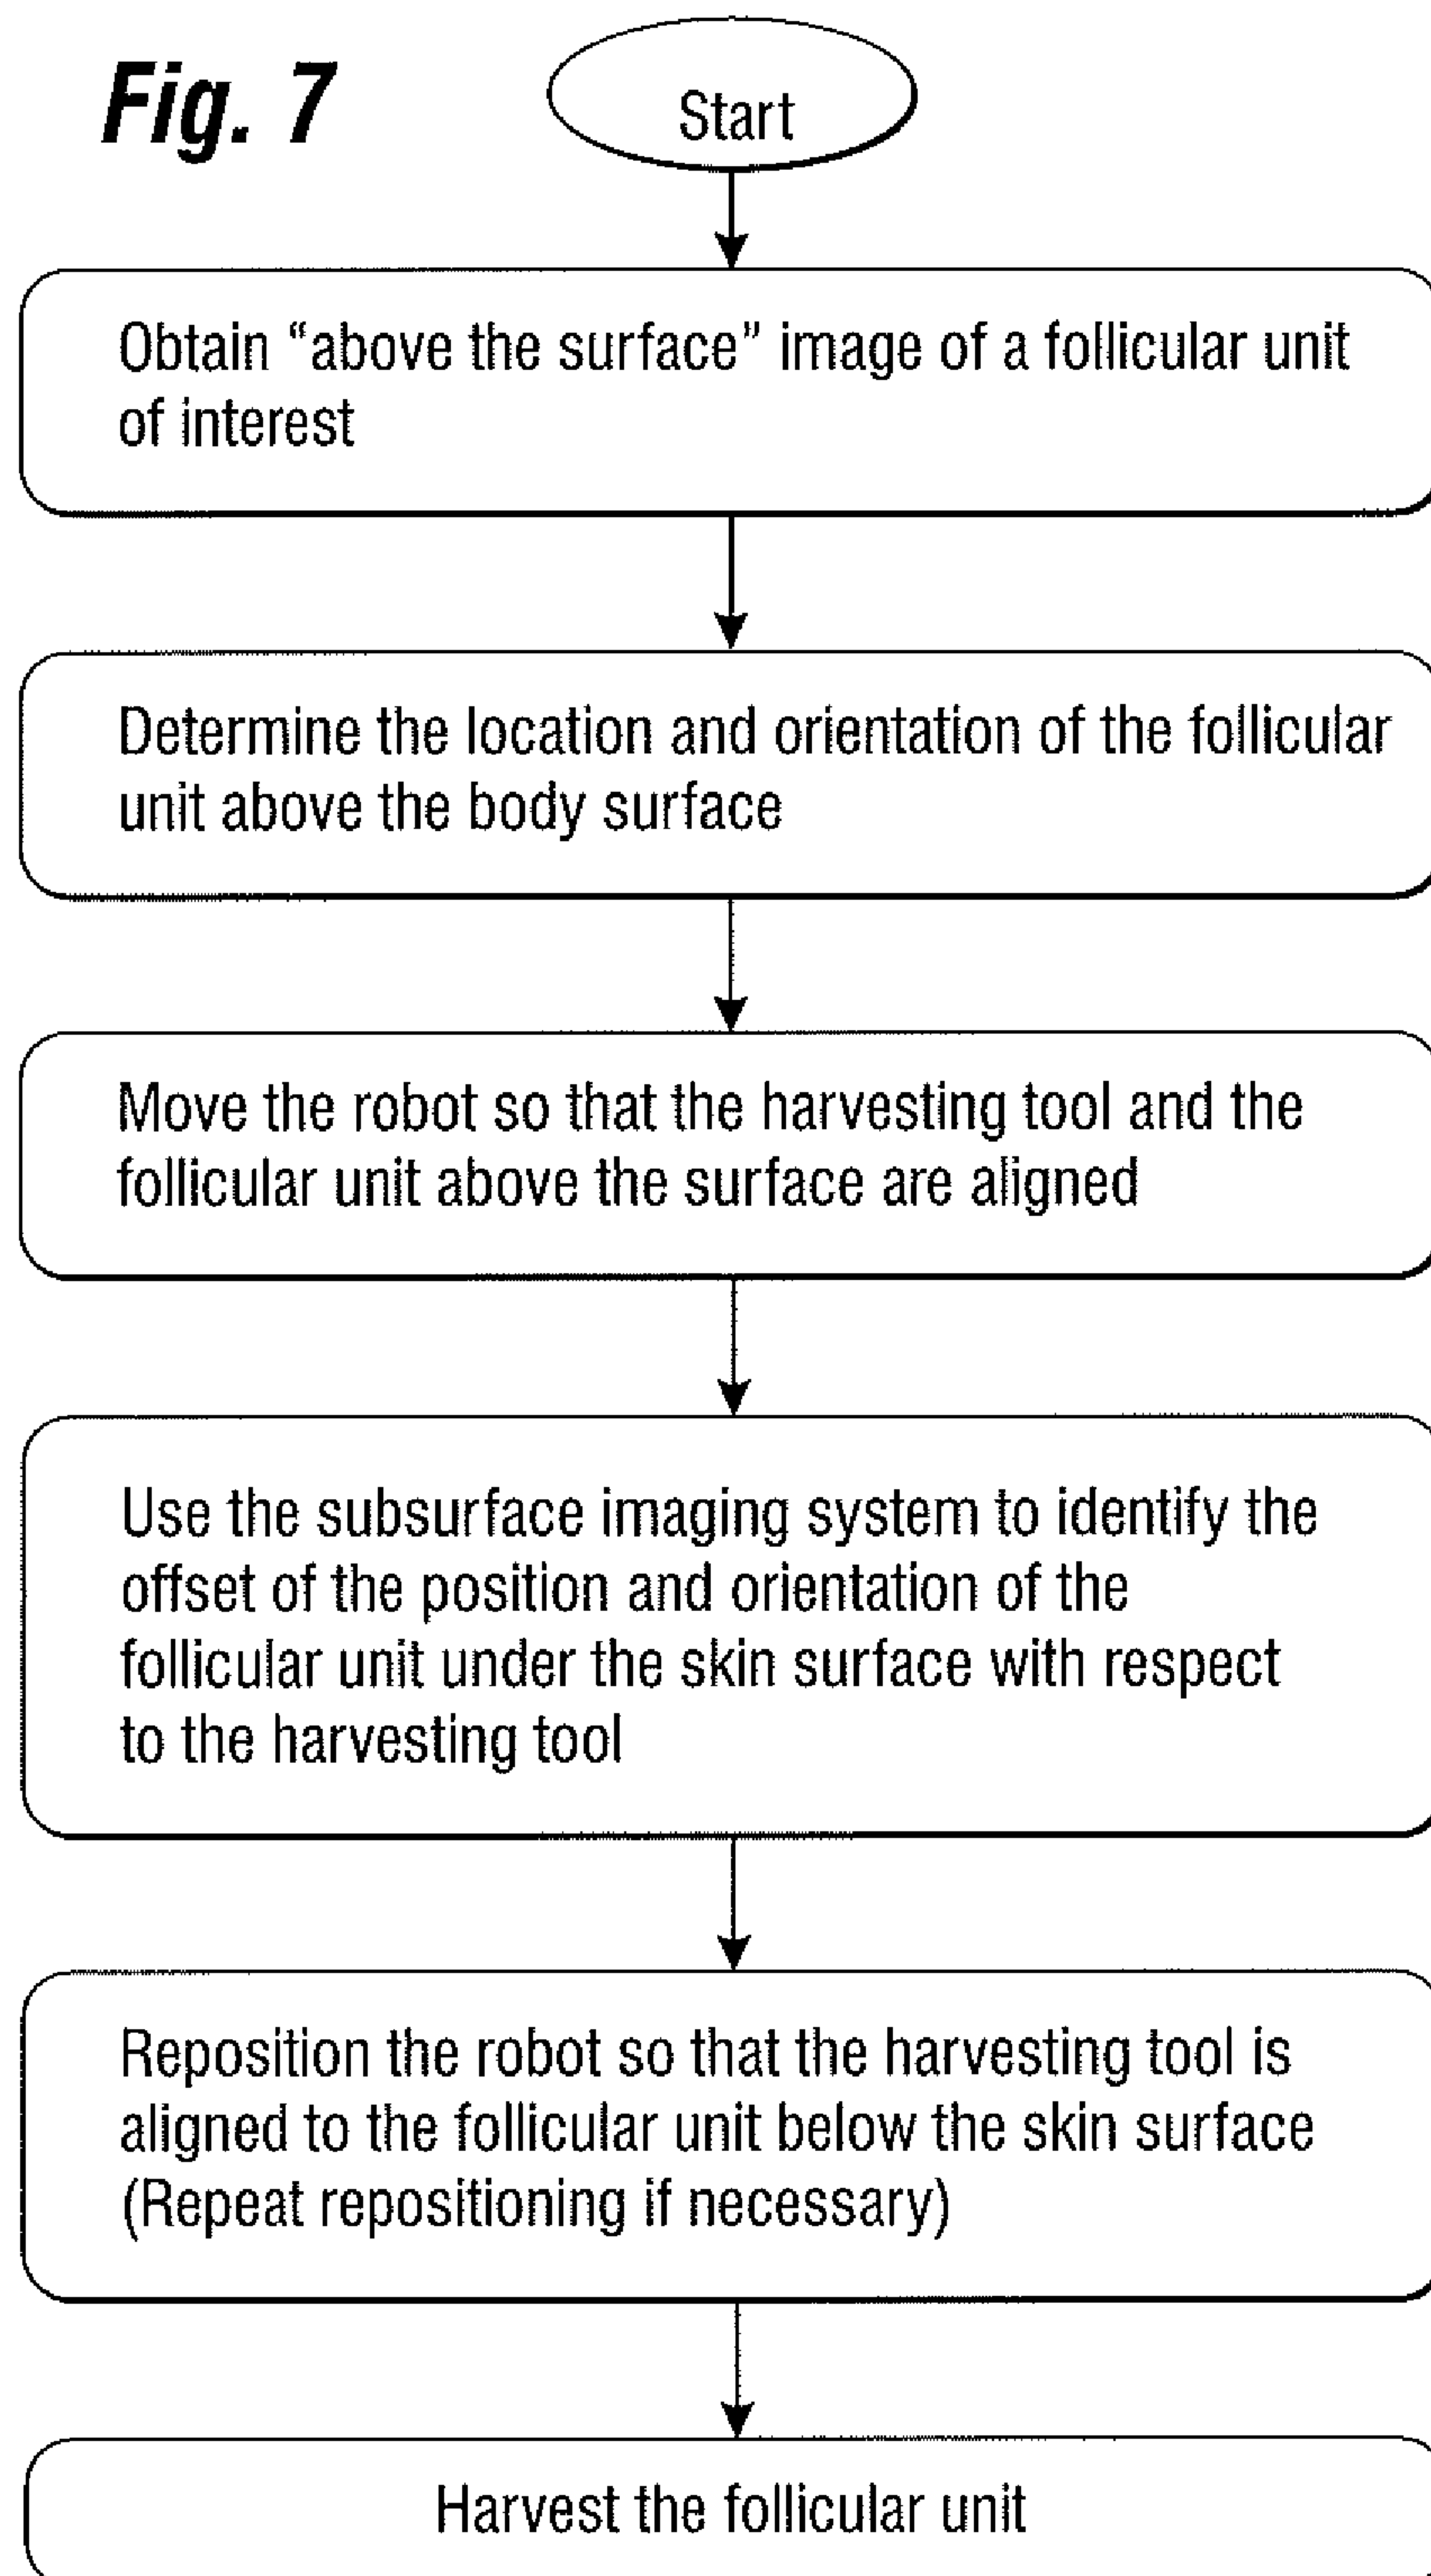 Fig. 7
Start
Obtain “above the surface” image of a follicular unit
of interest
Determine the location and orientation of the follicular
unit above the body surface
Move the robot so that the harvesting tool and the
follicular unit above the surface are aligned
Use the subsurface imaging system to identify the
offset of the position and orientation of the
follicular unit under the skin surface with respect
to the harvesting tool
Reposition the robot so that the harvesting tool is
aligned to the follicular unit below the skin surface
(Repeat repositioning if necessary)
Harvest the follicular unit